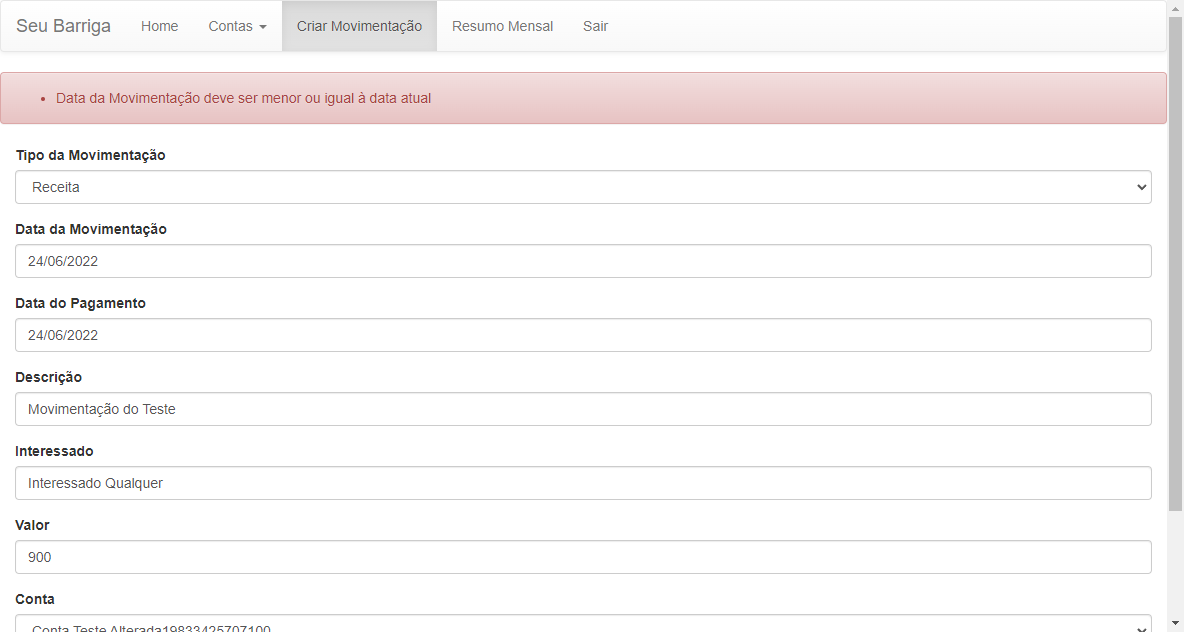 Seu Barriga Home Contas Criar Movimentação Resumo Mensal Sair
Data da Movimentação deve ser menor ou igual à data atual
Tipo da Movimentação
Receita
Data da Movimentação
24/06/2022
Data do Pagamento
24/06/2022
Descrição
Movimentação do Teste
Interessado
Interessado Qualquer
Valor
900
Conta
Conta Teste Alterada19833425707100